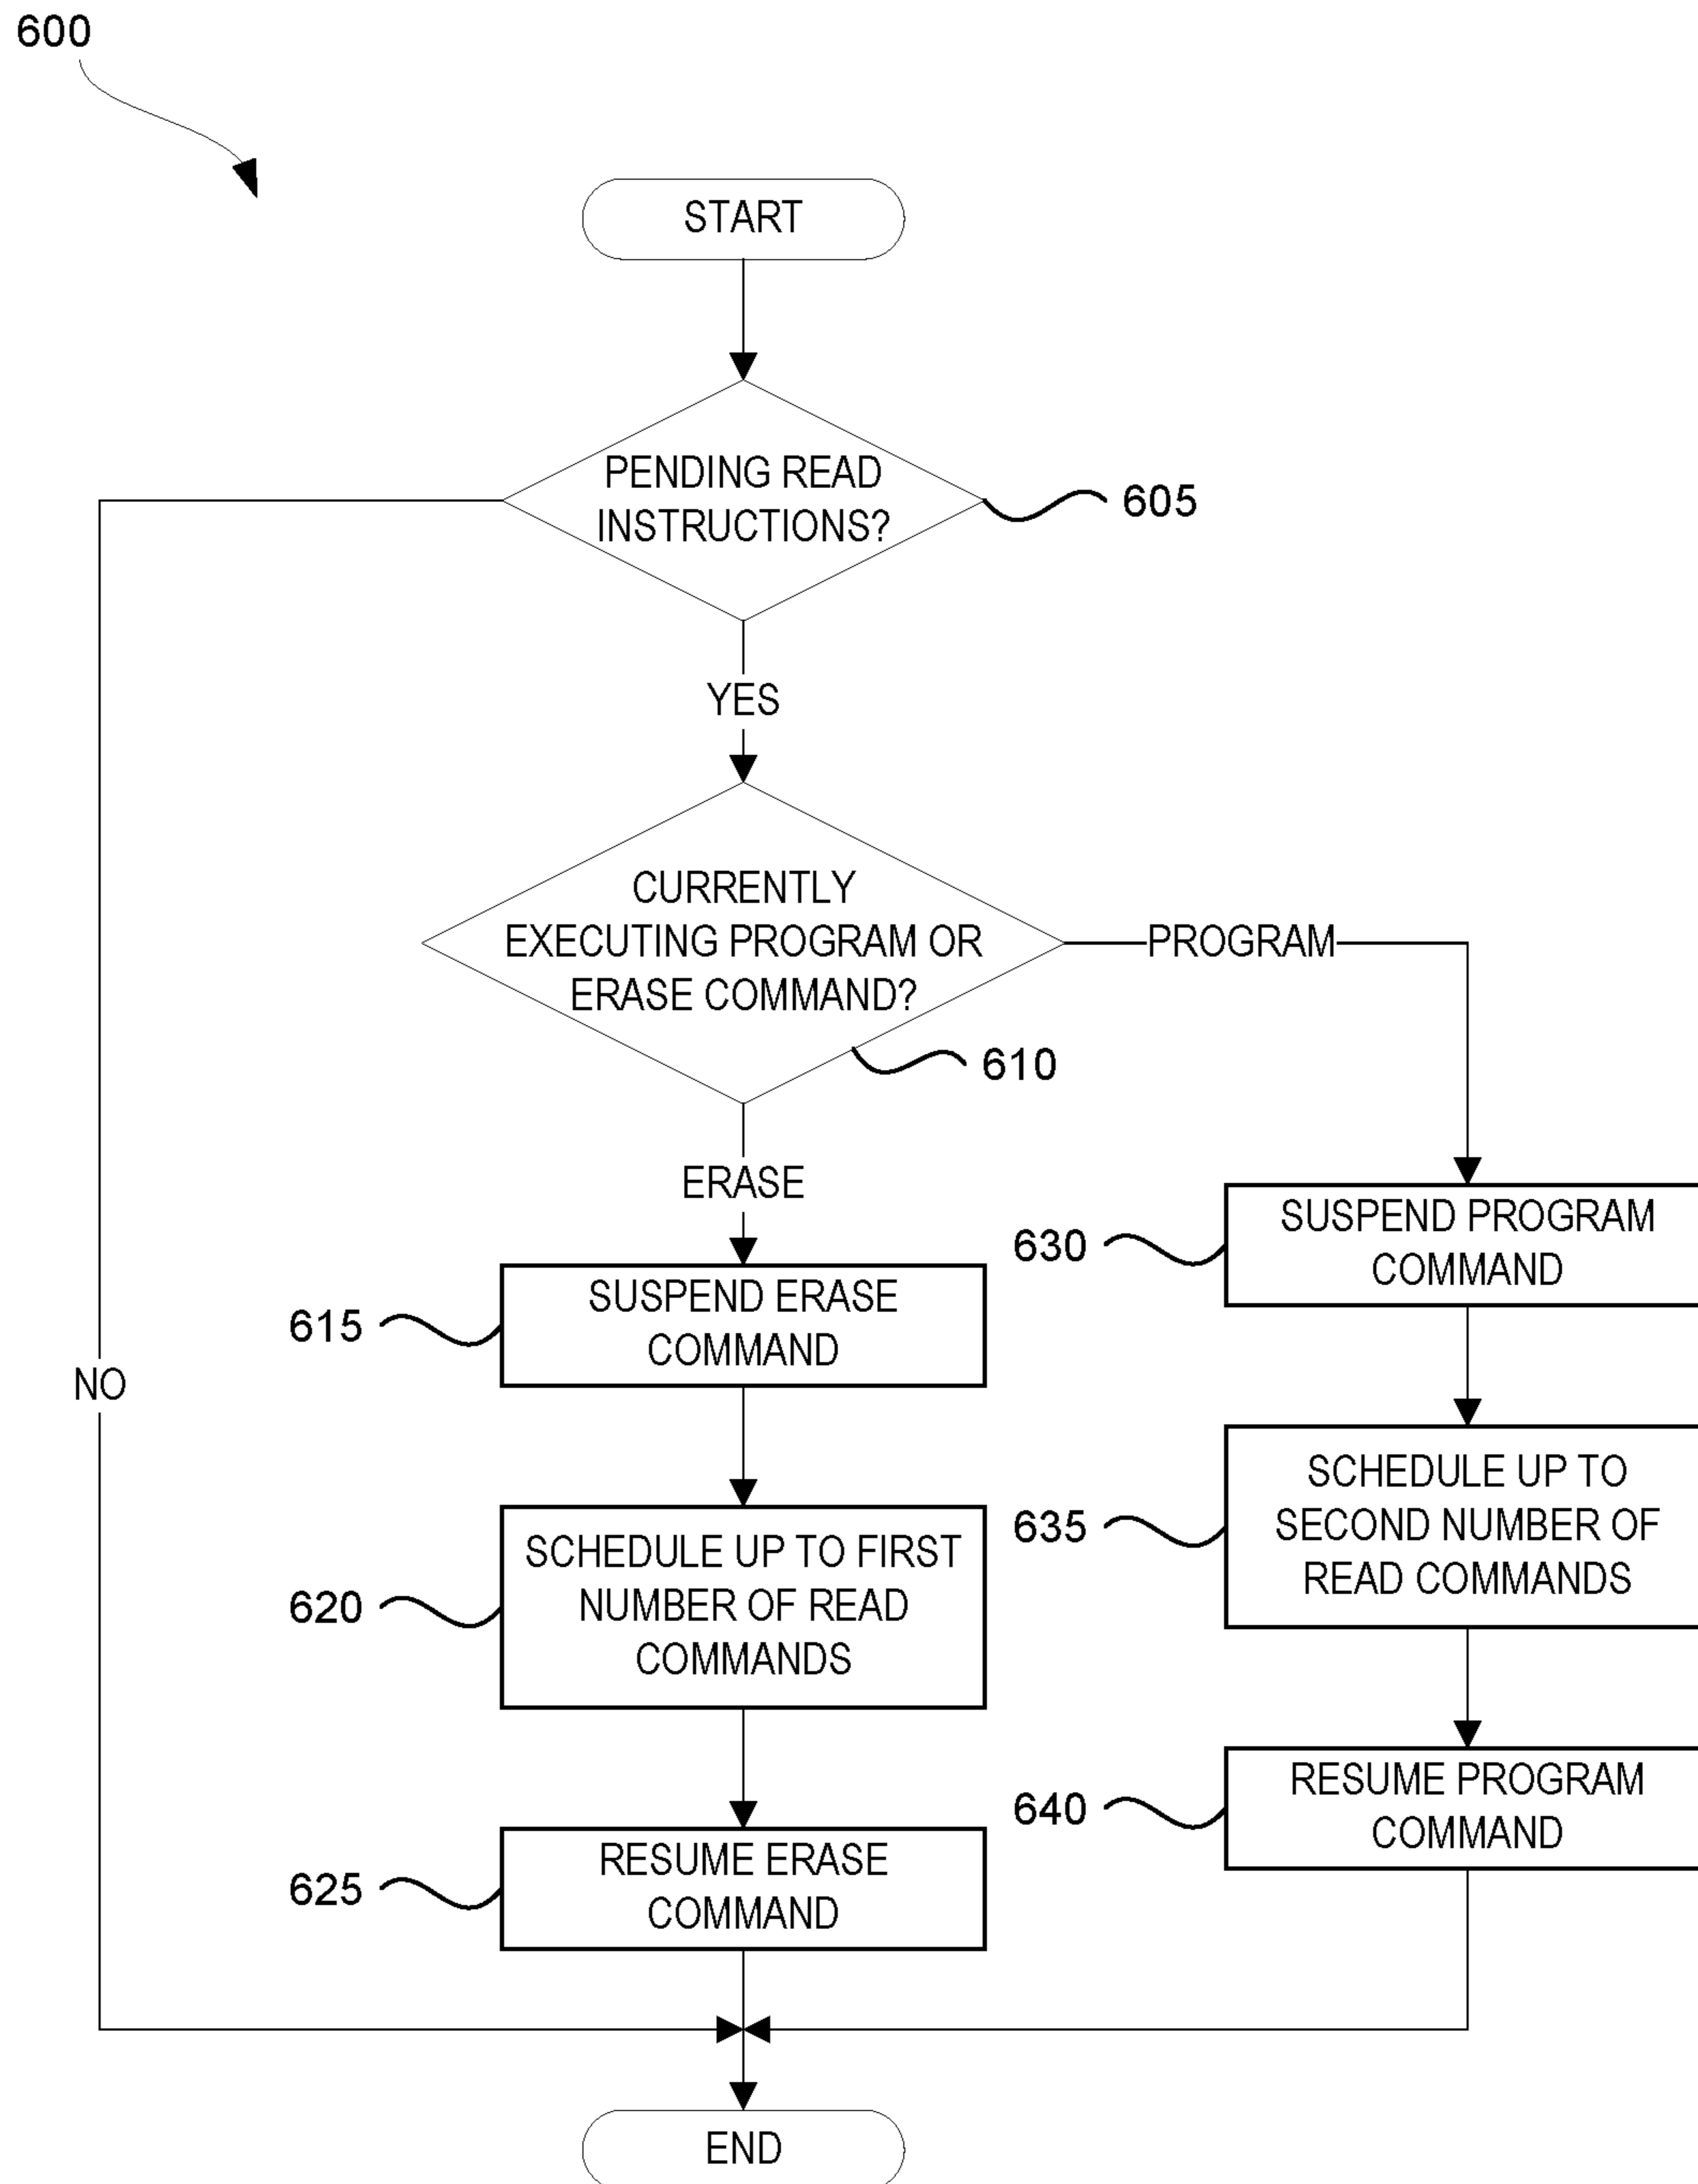 600
START
PENDING READ
INSTRUCTIONS?
605
YES
CURRENTLY
EXECUTING PROGRAM OR
ERASE COMMAND?
PROGRAM
610
ERASE
630
SUSPEND PROGRAM
COMMAND
615
SUSPEND ERASE
COMMAND
NO
635
SCHEDULE UP TO
SECOND NUMBER OF
READ COMMANDS
620
SCHEDULE UP TO FIRST
NUMBER OF READ
COMMANDS
640
RESUME PROGRAM
COMMAND
625
RESUME ERASE
COMMAND
END